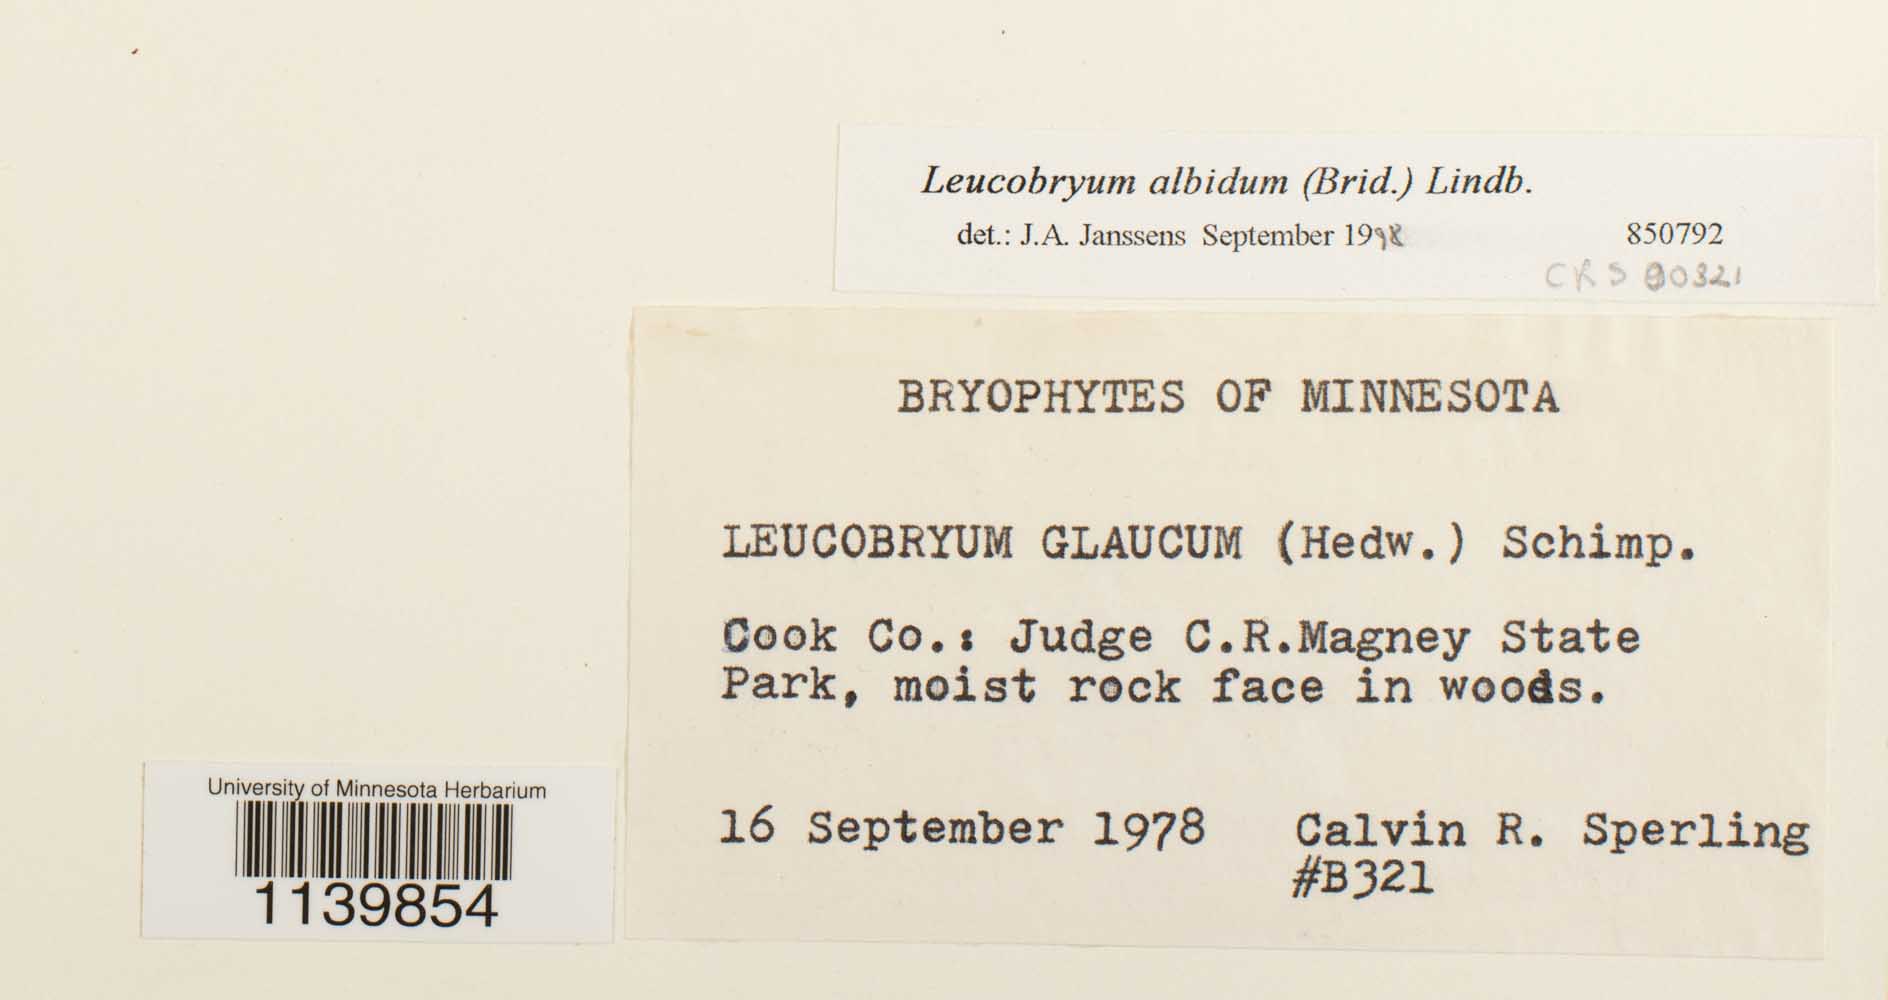 Leucobryum albidum (Brid.) Lindb.
det.: J.A. Janssens September 1998 850792
CRS 90321
BRYOPHYTES OF MINNESOTA
LEUCOBRYUM GLAUCUM (Hedw.) Schimp.
Cook Co.: Judge C.R.Magney State
Park, moist rock face in woods.
16 September 1978 Calvin R. Sperling
#B321
University of Minnesota Herbarium
1139854